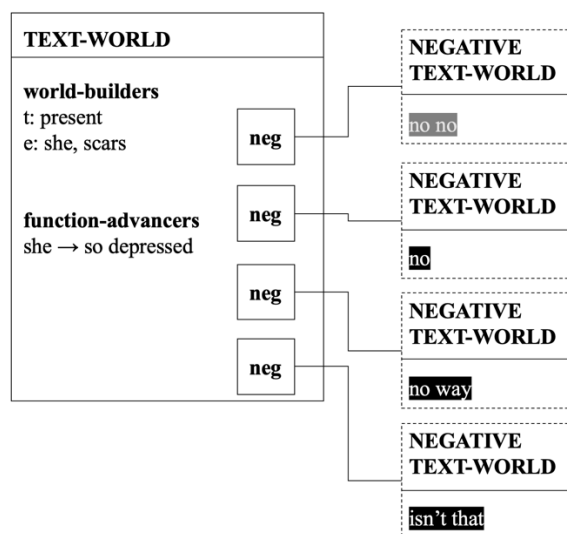 TEXT-WORLD
world-builders
t: present
e: she, scars
function-advancers
she → so depressed
neg
neg
neg
neg
NEGATIVE
TEXT-WORLD
no no
NEGATIVE
TEXT-WORLD
no
NEGATIVE
TEXT-WORLD
no way
NEGATIVE
TEXT-WORLD
isn’t that